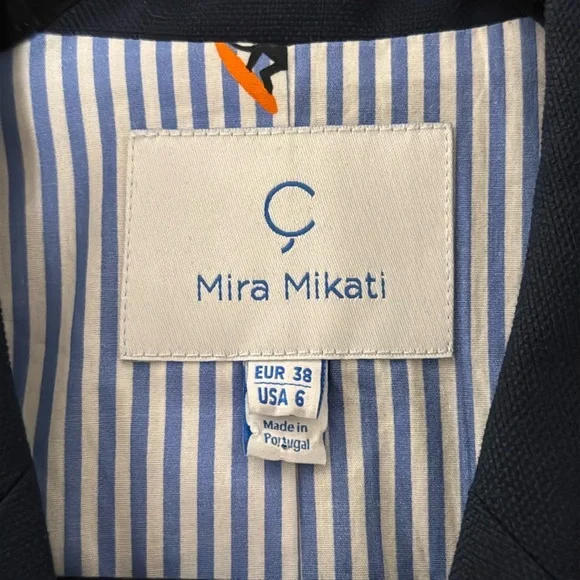 Ç
Mira Mikati
EUR 38
USA 6
Made in
Portugal